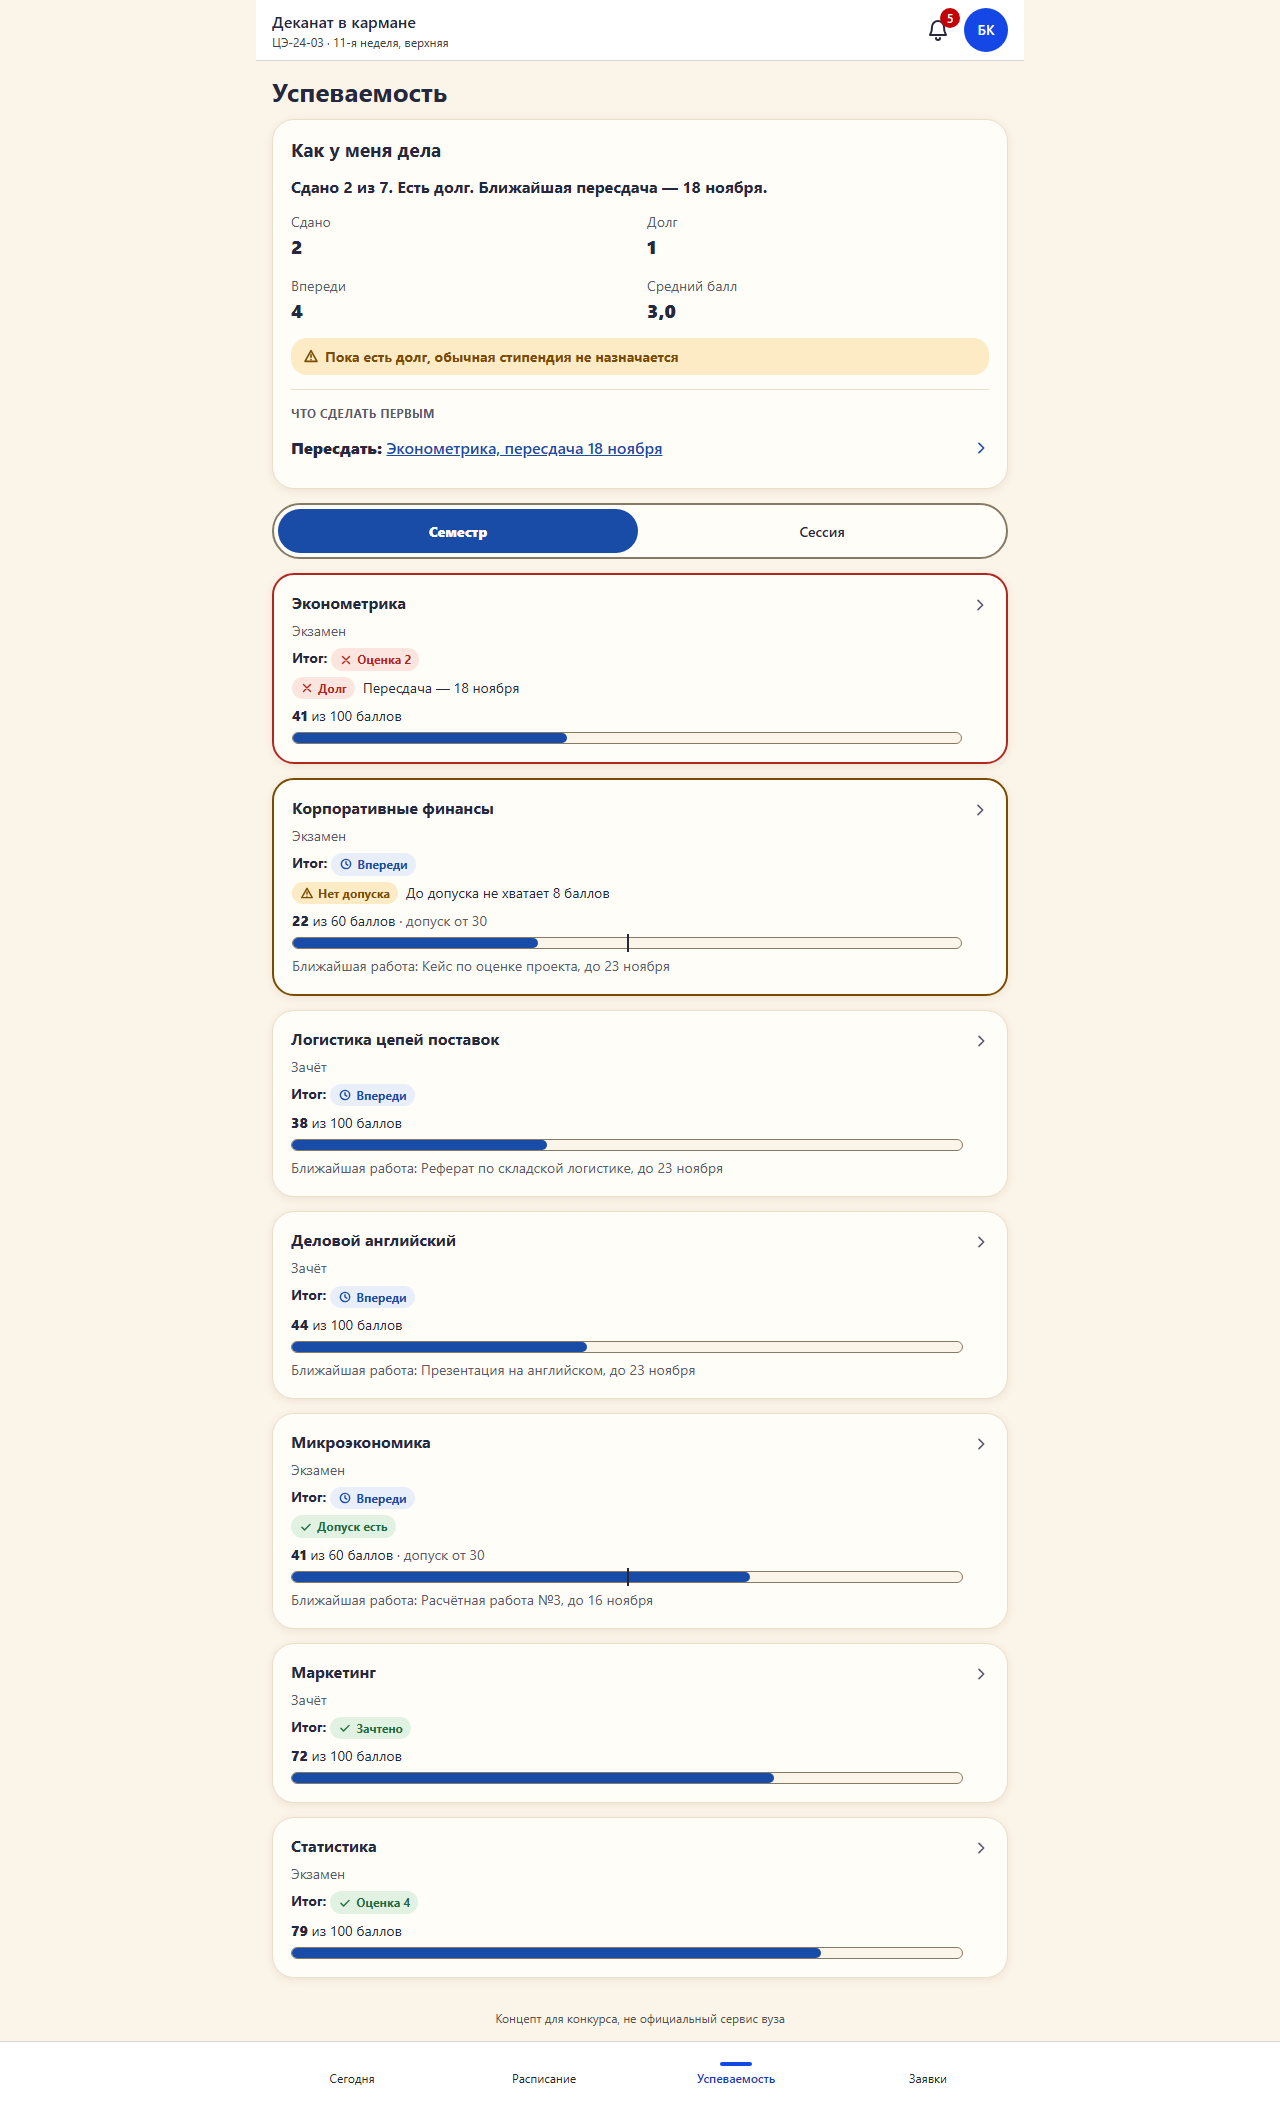 Деканат в кармане
ЦЭ-24-03 · 11-я неделя, верхняя
5
БК
Успеваемость
Как у меня дела
Сдано 2 из 7. Есть долг. Ближайшая пересдача — 18 ноября.
Сдано
2
Долг
1
Впереди
4
Средний балл
3,0
Пока есть долг, обычная стипендия не назначается
ЧТО СДЕЛАТЬ ПЕРВЫМ
Пересдать: Эконометрика, пересдача 18 ноября
Семестр
Сессия
Эконометрика
Экзамен
Итог: Оценка 2
Долг Пересдача — 18 ноября
41 из 100 баллов
Корпоративные финансы
Экзамен
Итог: Впереди
Нет допуска До допуска не хватает 8 баллов
22 из 60 баллов · допуск от 30
Ближайшая работа: Кейс по оценке проекта, до 23 ноября
Логистика цепей поставок
Зачёт
Итог: Впереди
38 из 100 баллов
Ближайшая работа: Реферат по складской логистике, до 23 ноября
Деловой английский
Зачёт
Итог: Впереди
44 из 100 баллов
Ближайшая работа: Презентация на английском, до 23 ноября
Микроэкономика
Экзамен
Итог: Впереди
Допуск есть
41 из 60 баллов · допуск от 30
Ближайшая работа: Расчётная работа №3, до 16 ноября
Маркетинг
Зачёт
Итог: Зачтено
72 из 100 баллов
Статистика
Экзамен
Итог: Оценка 4
79 из 100 баллов
Концепт для конкурса, не официальный сервис вуза
Сегодня
Расписание
Успеваемость
Заявки